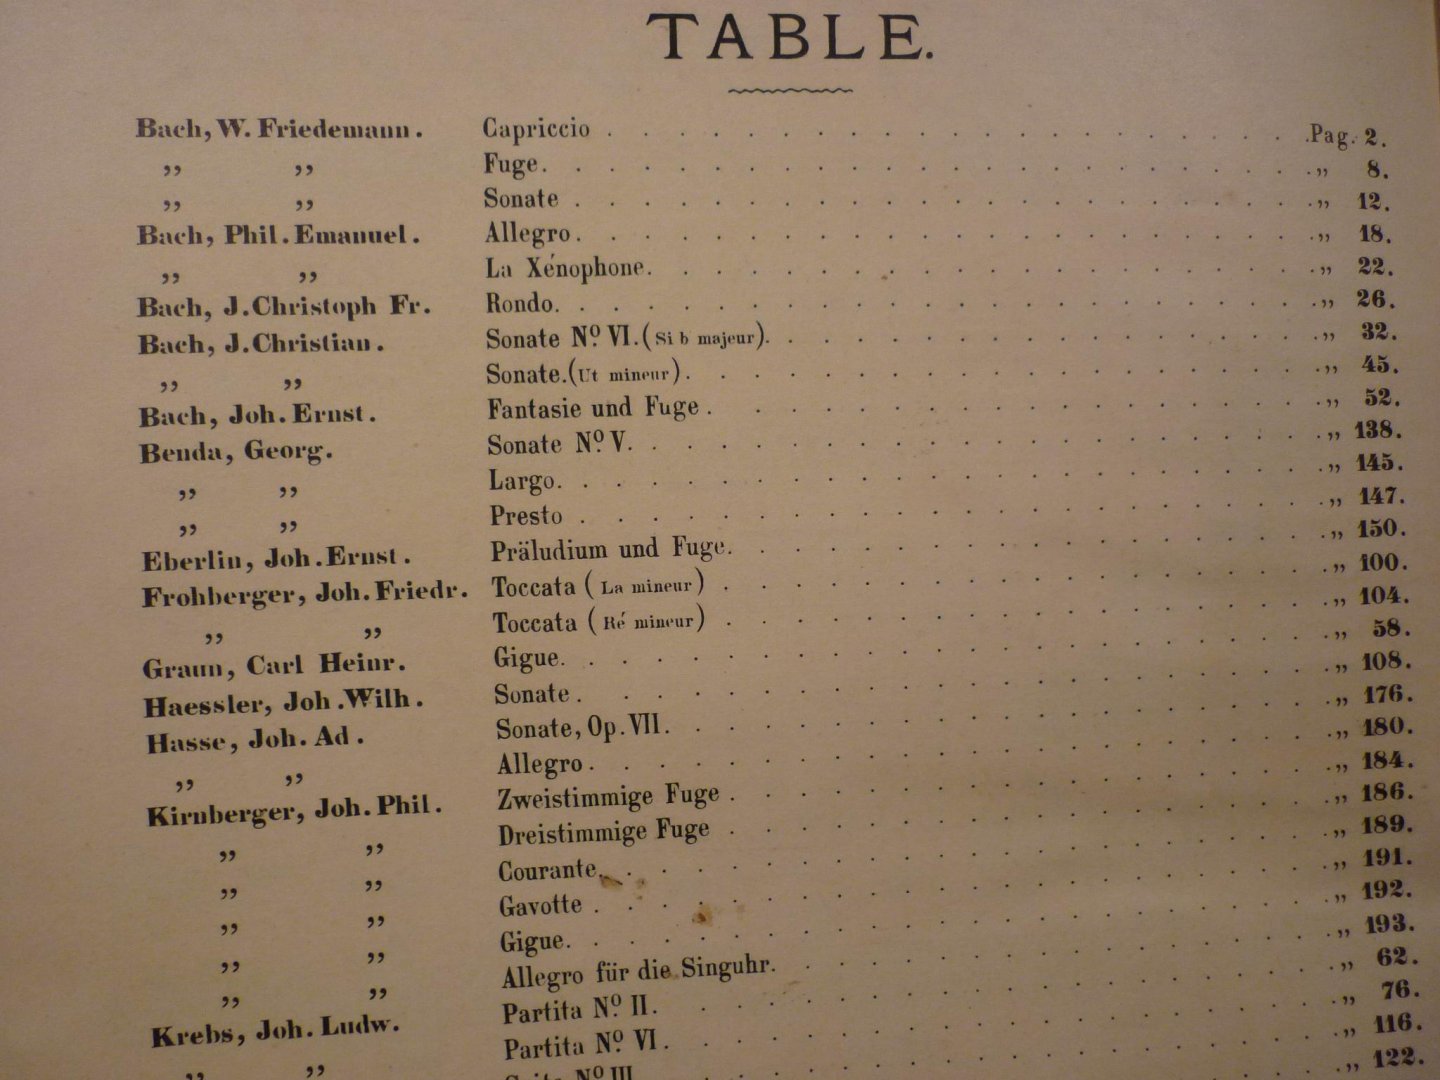 TABLE.
Bach, W. Friedemann. Capriccio . . . . Pag. 2.
„ „ Fuge. . . . „ 8.
„ „ Sonate . . . . „ 12.
Bach, Phil. Emanuel. Allegro. . . . „ 18.
„ „ La Xénophone. . . . „ 22.
Bach, J. Christoph Fr. Rondo. . . . „ 26.
Bach, J. Christian. Sonate No. VI. (Si b majeur). . . . „ 32.
„ „ Sonate. (Ut mineur). . . . „ 45.
Bach, Joh. Ernst. Fantasie und Fuge. . . . „ 52.
Benda, Georg. Sonate No. V. . . . „ 138.
„ „ Largo. . . . „ 145.
„ „ Presto . . . . „ 147.
Eberlin, Joh. Ernst. Präludium und Fuge. . . . „ 150.
Frohberger, Joh. Friedr. Toccata (La mineur) . . . . „ 100.
„ „ Toccata (Ré mineur) . . . . „ 104.
Graun, Carl Heinr. Gigue. . . . „ 58.
Haessler, Joh. Wilh. Sonate. . . . „ 108.
Hasse, Joh. Ad. Sonate, Op. VII. . . . „ 176.
„ „ Allegro. . . . „ 180.
Kirnberger, Joh. Phil. Zweistimmige Fuge . . . . „ 184.
„ „ Dreistimmige Fuge . . . . „ 186.
„ „ Courante. . . . „ 189.
„ „ Gavotte . . . . „ 191.
„ „ Gigue. . . . „ 192.
„ „ Allegro für die Singuhr. . . . „ 193.
Krebs, Joh. Ludw. Partita No. II. . . . „ 62.
„ „ Partita No. VI. . . . „ 76.
No. III „ 116.
„ 122.